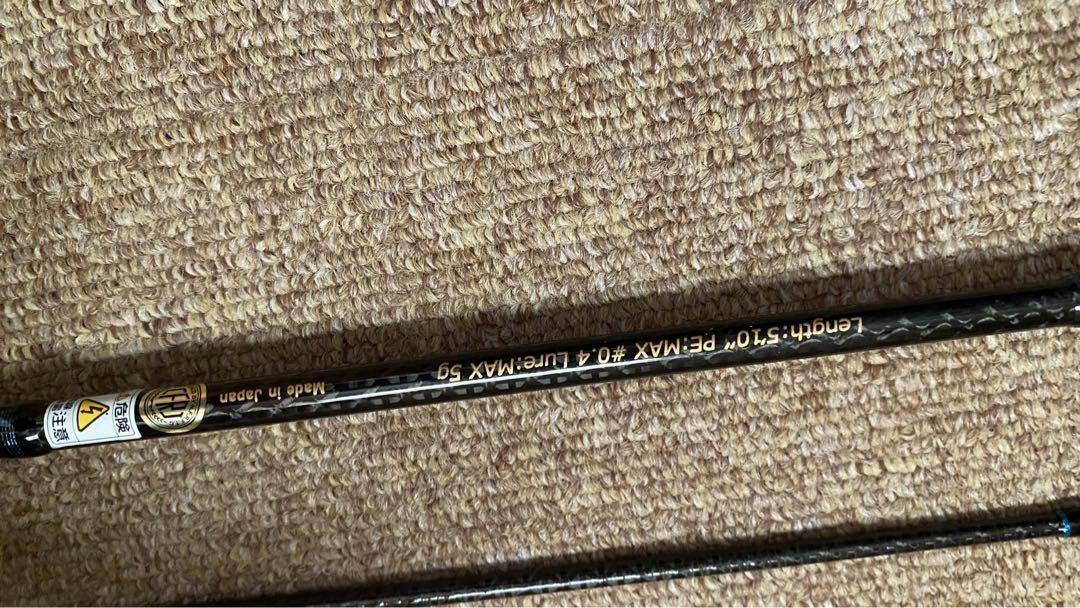 Length:5'10" PE:MAX #0.4 Lure:MAX 5g
Made in Japan
危険
注意